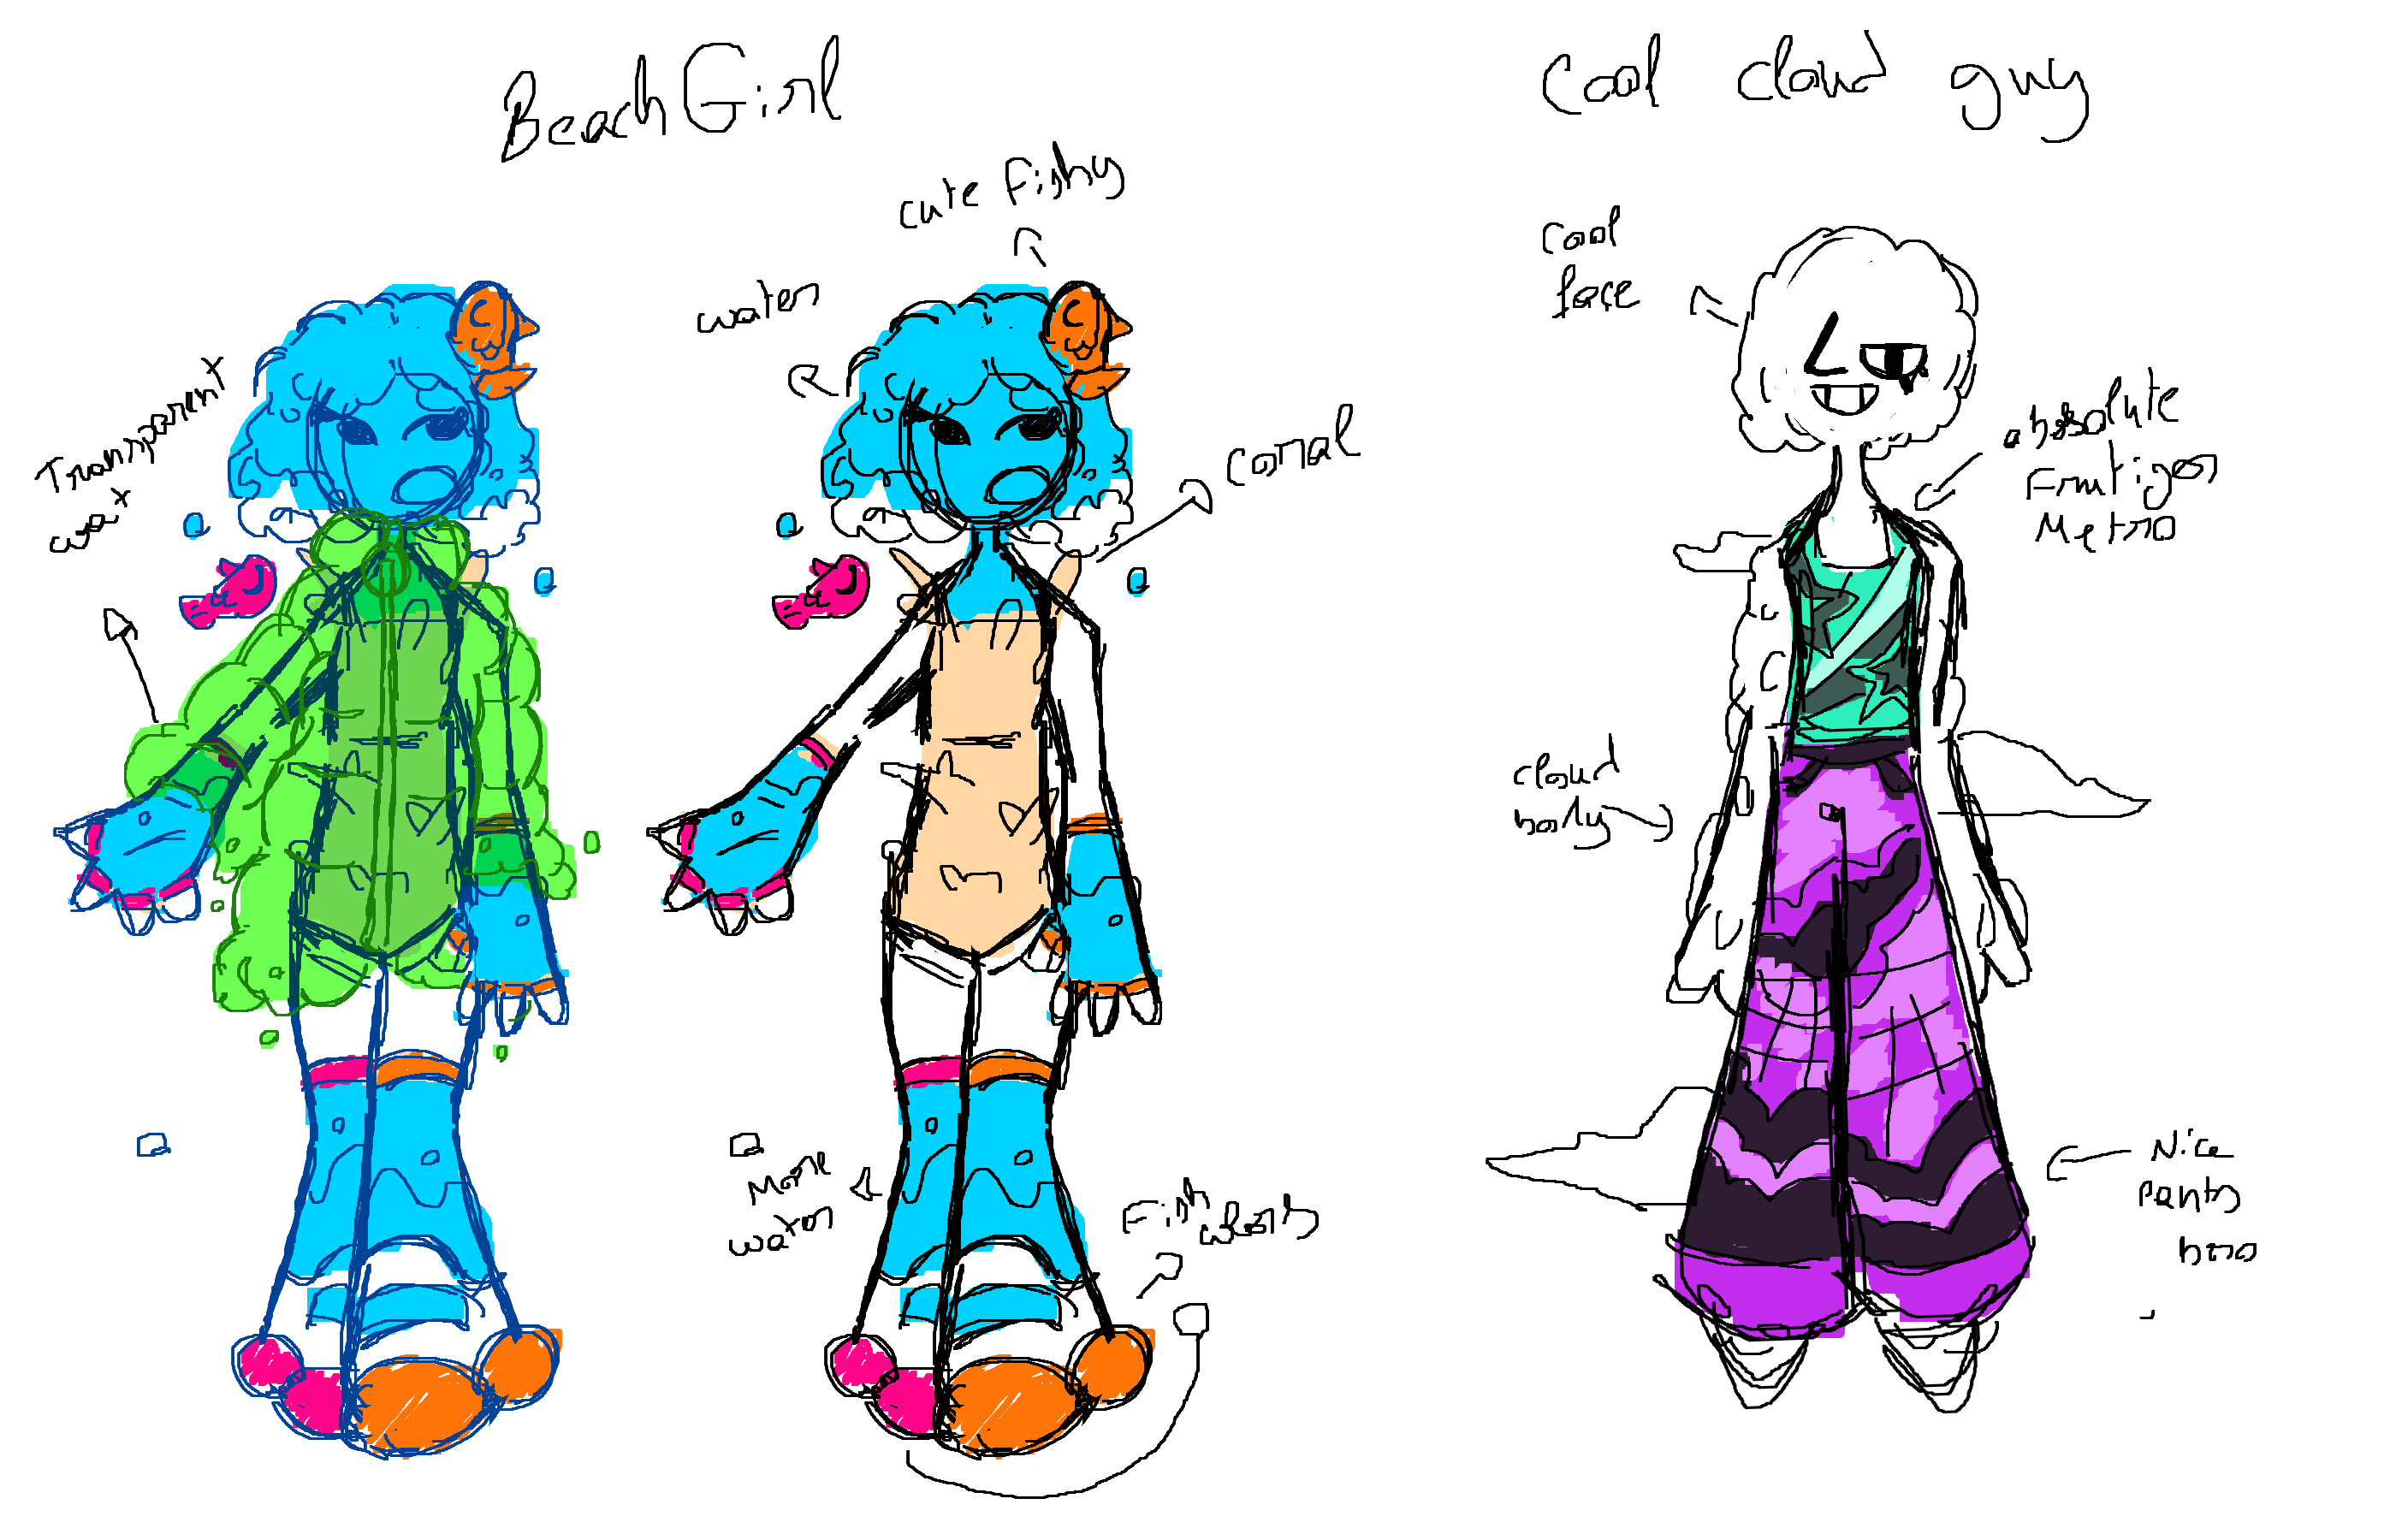 Beach Girl
Cool cloud guy
cute Fishy
water
Transparent
coral
Cool
face
absolute
Frutiger
Metro
cloud
body
More
water
Fish
colors
Nice
pants
bro